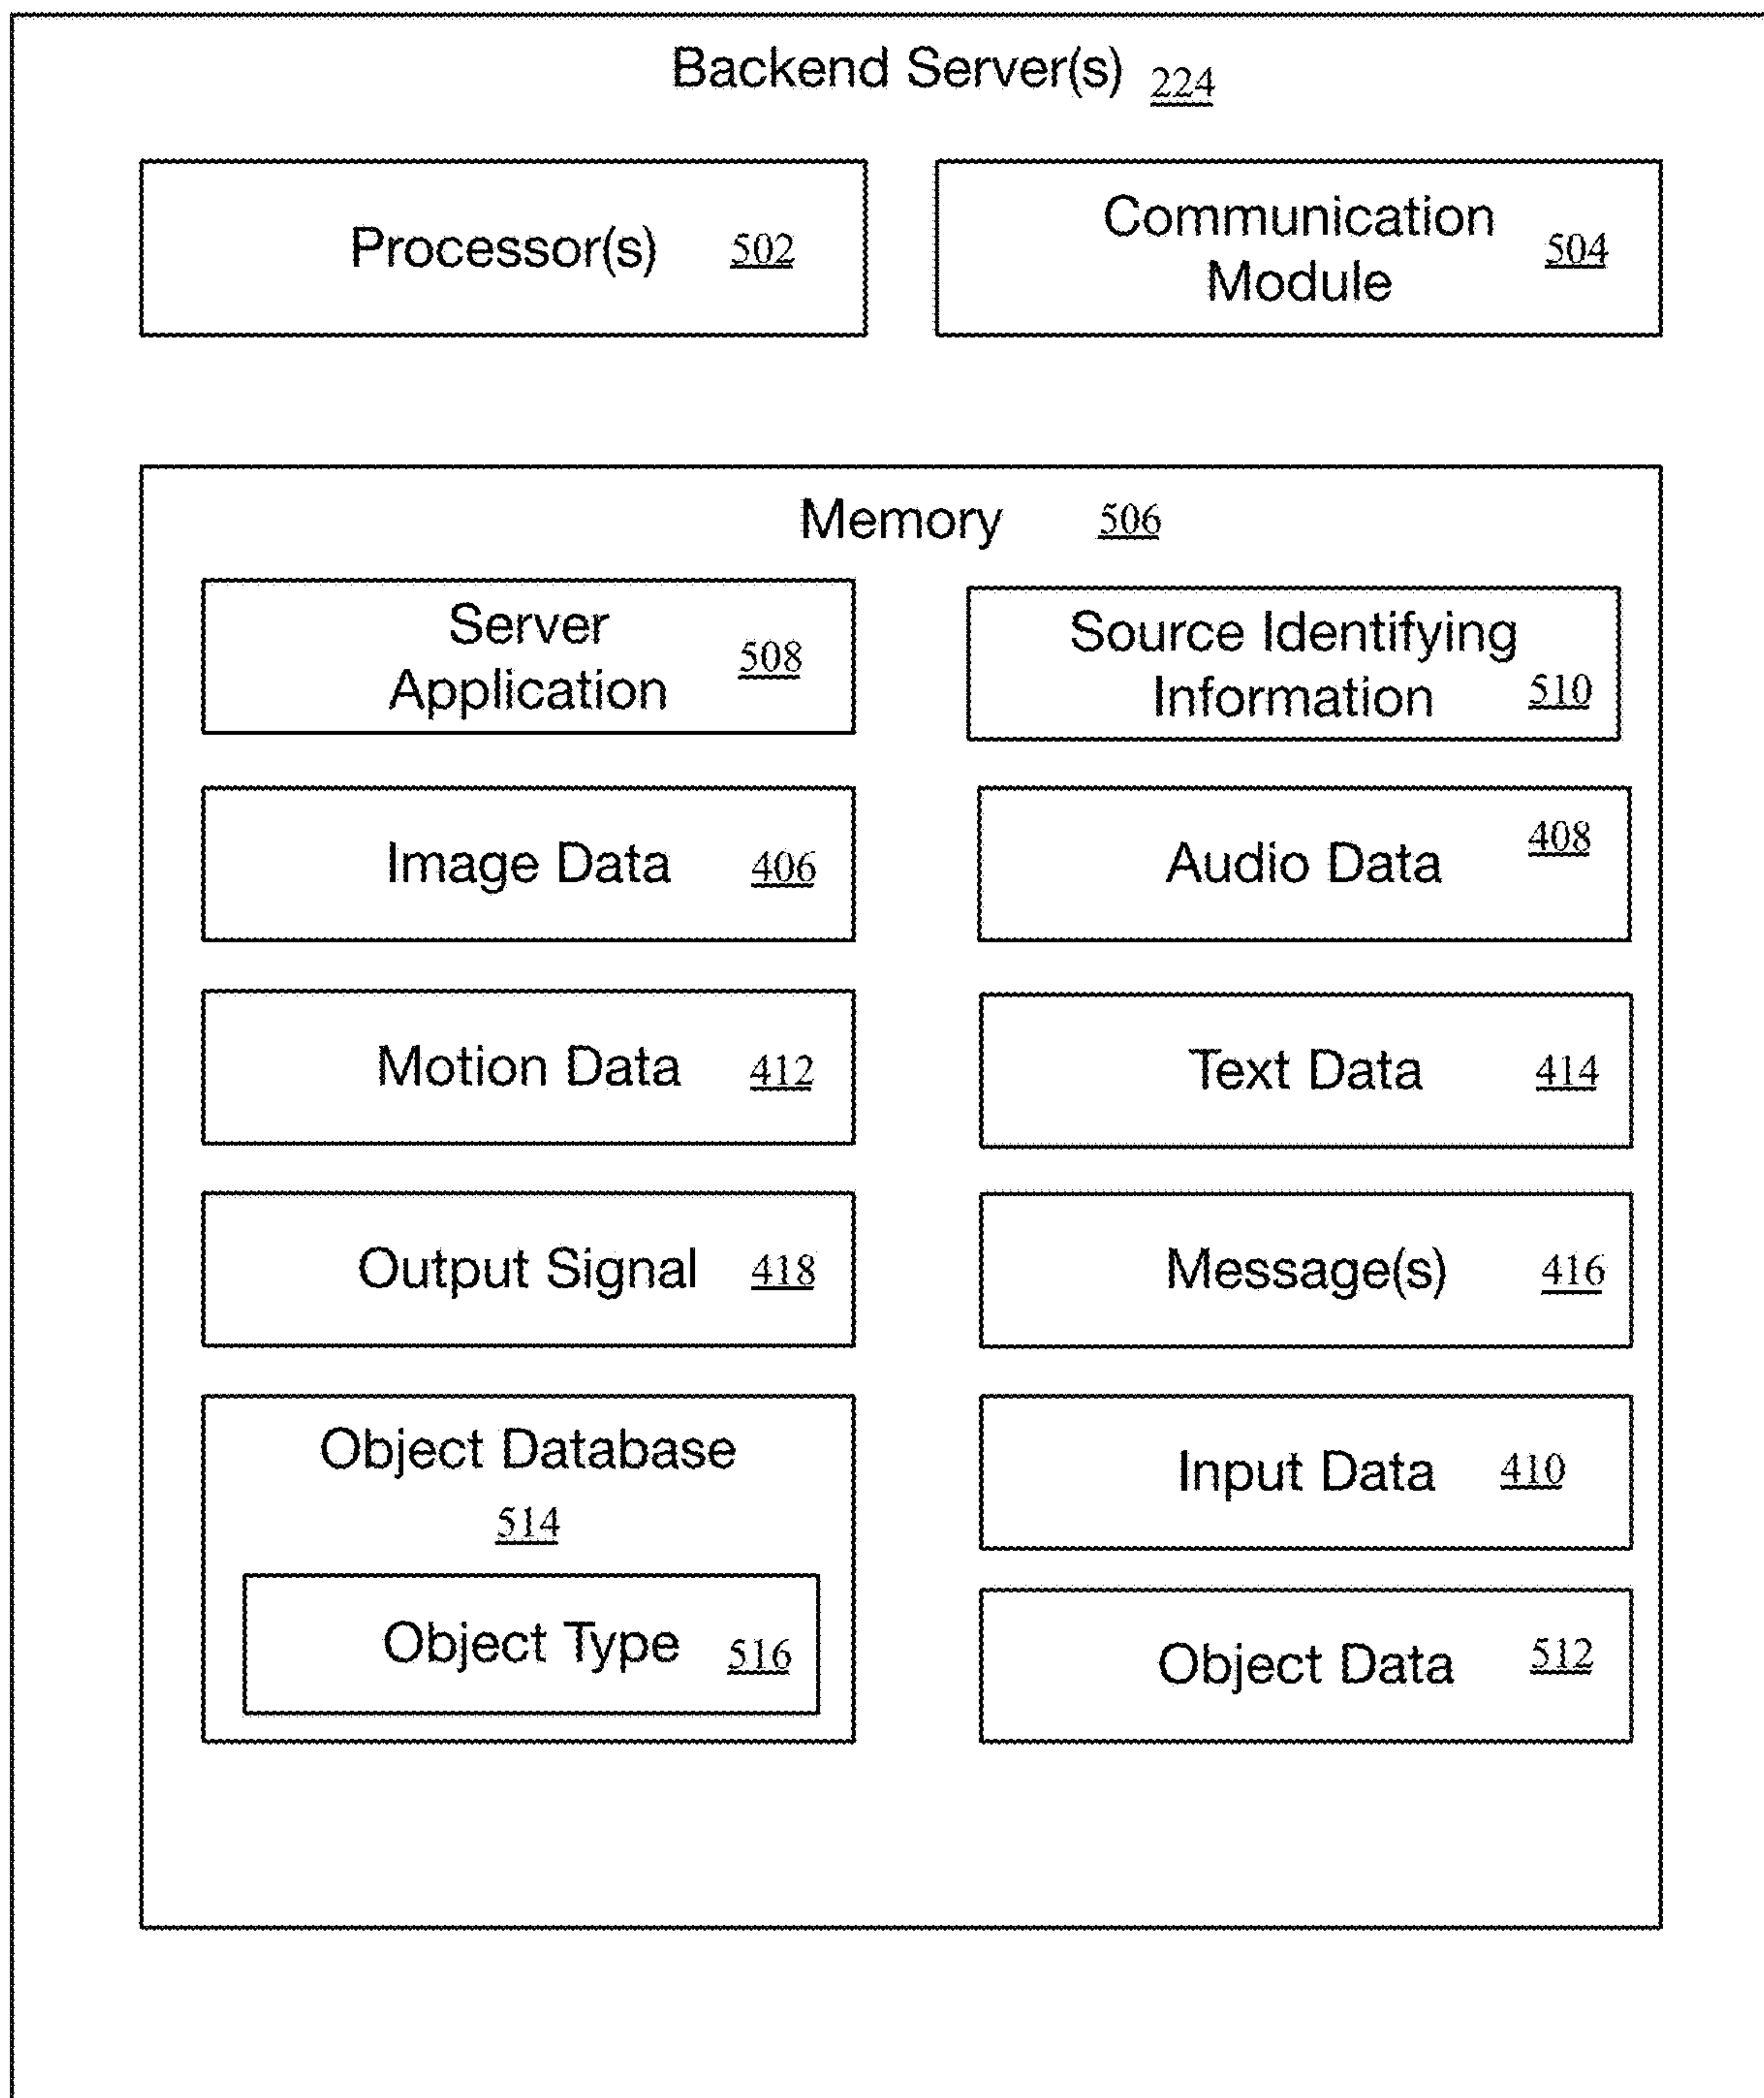 Backend Server(s) 224
Processor(s) 502
Communication
Module 504
Memory 506
Server
Application 508
Source Identifying
Information 510
Image Data 406
Audio Data 408
Motion Data 412
Text Data 414
Output Signal 418
Message(s) 416
Object Database
514
Object Type 516
Input Data 410
Object Data 512